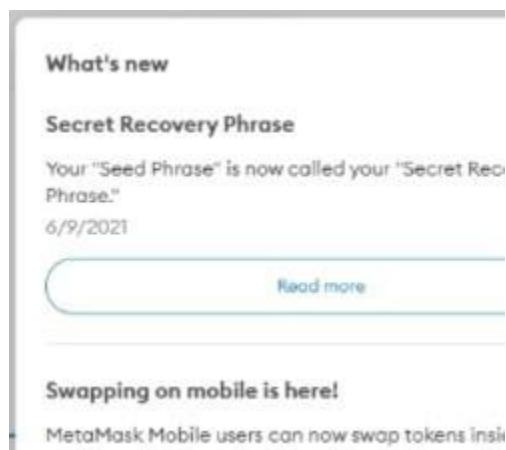 What's new
Secret Recovery Phrase
Your "Seed Phrase" is now called your "Secret Reco
Phrase."
6/9/2021
Read more
Swapping on mobile is here!
MetaMask Mobile users can now swap tokens insi